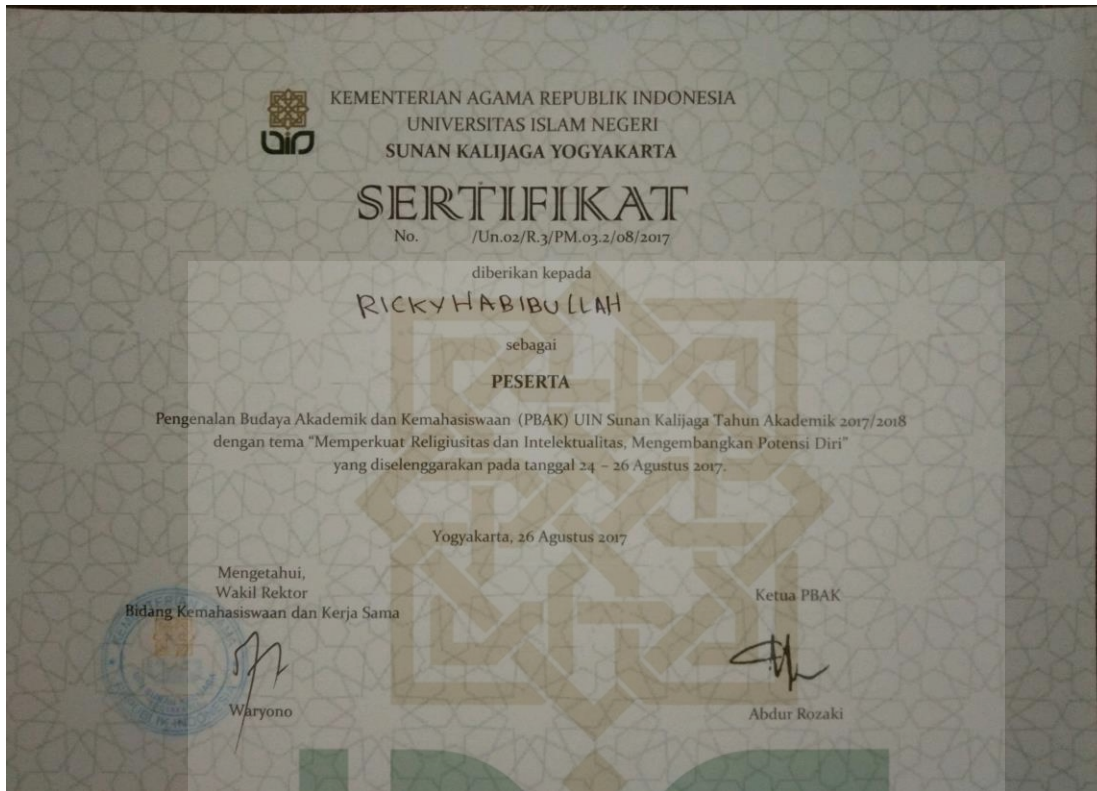 KEMENTERIAN AGAMA REPUBLIK INDONESIA
UNIVERSITAS ISLAM NEGERI
SUNAN KALIJAGA YOGYAKARTA
uin
SERTIFIKAT
No. /Un.02/R.3/PM.03.2/08/2017
diberikan kepada
RICKY HABIBULLAH
sebagai
PESERTA
Pengenalan Budaya Akademik dan Kemahasiswaan (PBAK) UIN Sunan Kalijaga Tahun Akademik 2017/2018
dengan tema “Memperkuat Religiusitas dan Intelektualitas, Mengembangkan Potensi Diri”
yang diselenggarakan pada tanggal 24 – 26 Agustus 2017.
Yogyakarta, 26 Agustus 2017
Mengetahui,
Wakil Rektor
Bidang Kemahasiswaan dan Kerja Sama
Waryono
Ketua PBAK
Abdur Rozaki